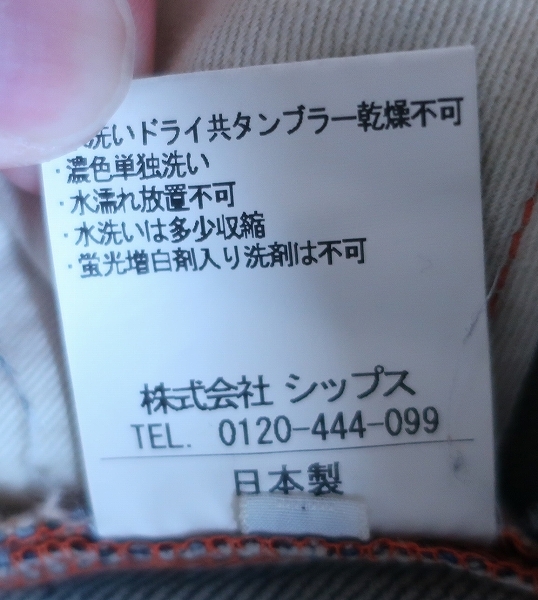 洗いドライ共タンブラー乾燥不可
・濃色単独洗い
・水濡れ放置不可
・水洗いは多少収縮
・蛍光増白剤入り洗剤は不可
株式会社 シップス
TEL. 0120-444-099
日本製